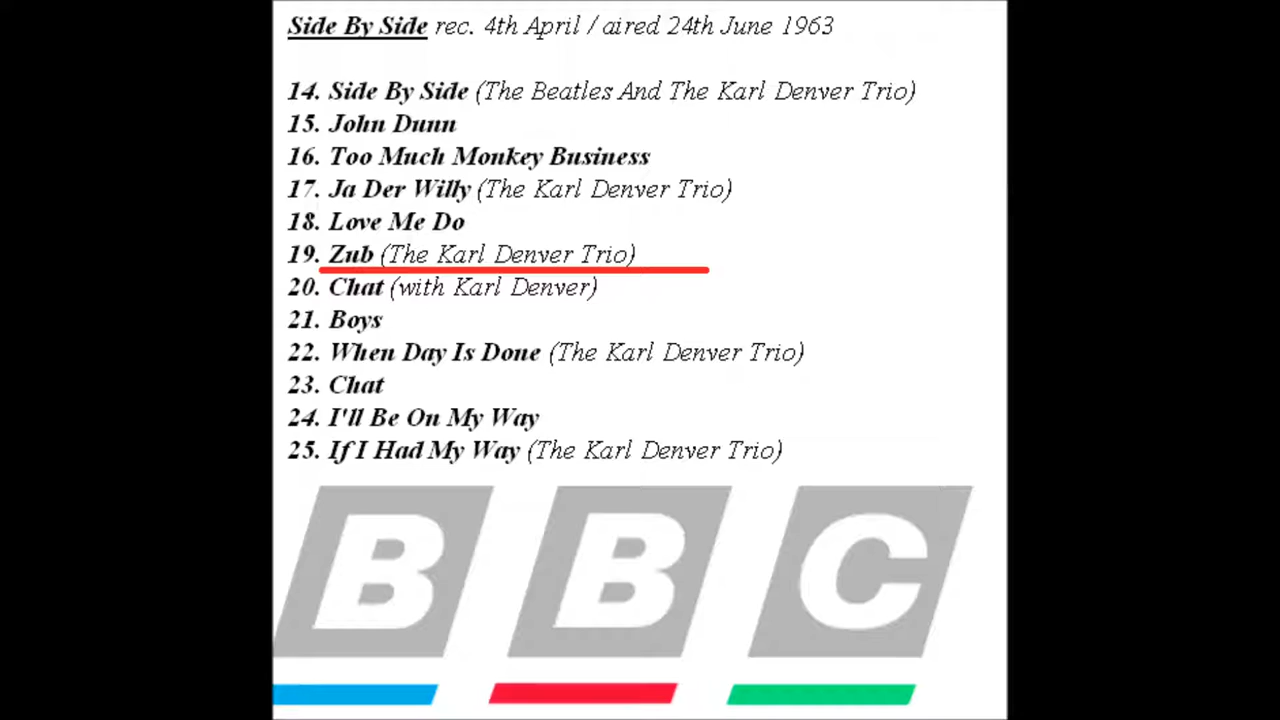 Side By Side rec. 4th April / aired 24th June 1963
14. Side By Side (The Beatles And The Karl Denver Trio)
15. John Dunn
16. Too Much Monkey Business
17. Ja Der Willy (The Karl Denver Trio)
18. Love Me Do
19. Zub (The Karl Denver Trio)
20. Chat (with Karl Denver)
21. Boys
22. When Day Is Done (The Karl Denver Trio)
23. Chat
24. I'll Be On My Way
25. If I Had My Way (The Karl Denver Trio)
BBC